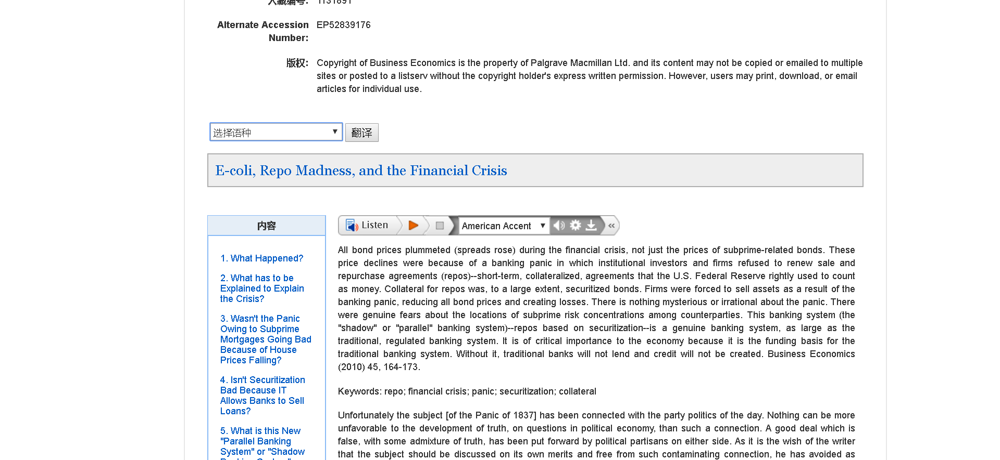 入藏编号: 1131891
Alternate Accession EP52839176
Number:
版权: Copyright of Business Economics is the property of Palgrave Macmillan Ltd. and its content may not be copied or emailed to multiple
sites or posted to a listserv without the copyright holder's express written permission. However, users may print, download, or email
articles for individual use.
选择语种 ▼ 翻译
E-coli, Repo Madness, and the Financial Crisis
Listen American Accent ▼ «
内容
1. What Happened?
2. What has to be
Explained to Explain
the Crisis?
3. Wasn't the Panic
Owing to Subprime
Mortgages Going Bad
Because of House
Prices Falling?
4. Isn't Securitization
Bad Because IT
Allows Banks to Sell
Loans?
5. What is this New
"Parallel Banking
System" or "Shadow
All bond prices plummeted (spreads rose) during the financial crisis, not just the prices of subprime-related bonds. These
price declines were because of a banking panic in which institutional investors and firms refused to renew sale and
repurchase agreements (repos)--short-term, collateralized, agreements that the U.S. Federal Reserve rightly used to count
as money. Collateral for repos was, to a large extent, securitized bonds. Firms were forced to sell assets as a result of the
banking panic, reducing all bond prices and creating losses. There is nothing mysterious or irrational about the panic. There
were genuine fears about the locations of subprime risk concentrations among counterparties. This banking system (the
"shadow" or "parallel" banking system)--repos based on securitization--is a genuine banking system, as large as the
traditional, regulated banking system. It is of critical importance to the economy because it is the funding basis for the
traditional banking system. Without it, traditional banks will not lend and credit will not be created. Business Economics
(2010) 45, 164-173.
Keywords: repo; financial crisis; panic; securitization; collateral
Unfortunately the subject [of the Panic of 1837] has been connected with the party politics of the day. Nothing can be more
unfavorable to the development of truth, on questions in political economy, than such a connection. A good deal which is
false, with some admixture of truth, has been put forward by political partisans on either side. As it is the wish of the writer
that the subject should be discussed on its own merits and free from such contaminating connection, he has avoided as